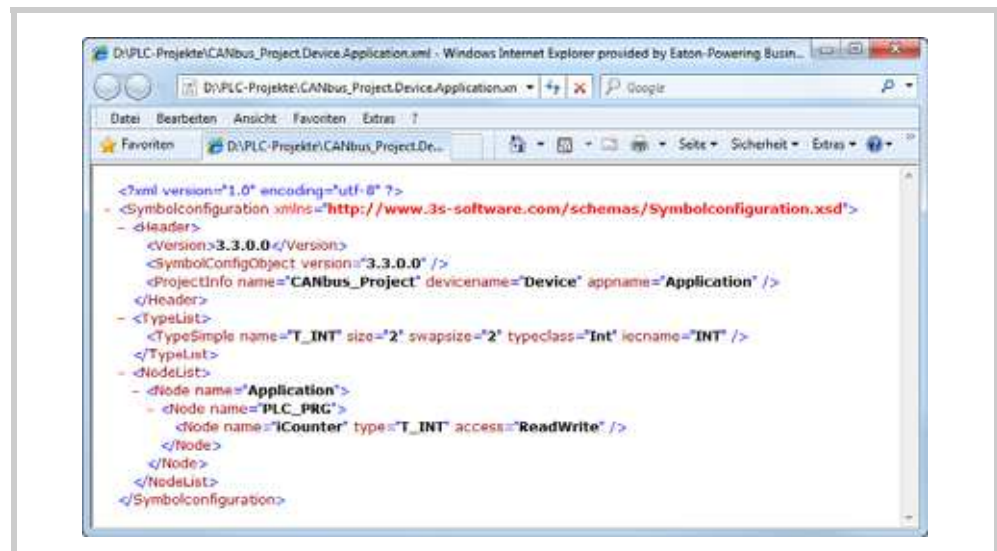 D:\PLC-Projekte\CANbus_Project.Device.Application.xml - Windows Internet Explorer provided by Eaton-Powering Busin...
D:\PLC-Projekte\CANbus_Project.Device.Application.xm
Google
Datei Bearbeiten Ansicht Favoriten Extras ?
Favoriten D:\PLC-Projekte\CANbus_Project.De... Seite Sicherheit Extras
<?xml version="1.0" encoding="utf-8" ?>
- <Symbolconfiguration xmlns="http://www.3s-software.com/schemas/Symbolconfiguration.xsd">
- <Header>
<Version>3.3.0.0</Version>
<SymbolConfigObject version="3.3.0.0" />
<ProjectInfo name="CANbus_Project" devicename="Device" appname="Application" />
</Header>
- <TypeList>
<TypeSimple name="T_INT" size="2" swapsize="2" typeclass="Int" iecname="INT" />
</TypeList>
- <NodeList>
- <Node name="Application">
- <Node name="PLC_PRG">
<Node name="iCounter" type="T_INT" access="ReadWrite" />
</Node>
</Node>
</NodeList>
</Symbolconfiguration>